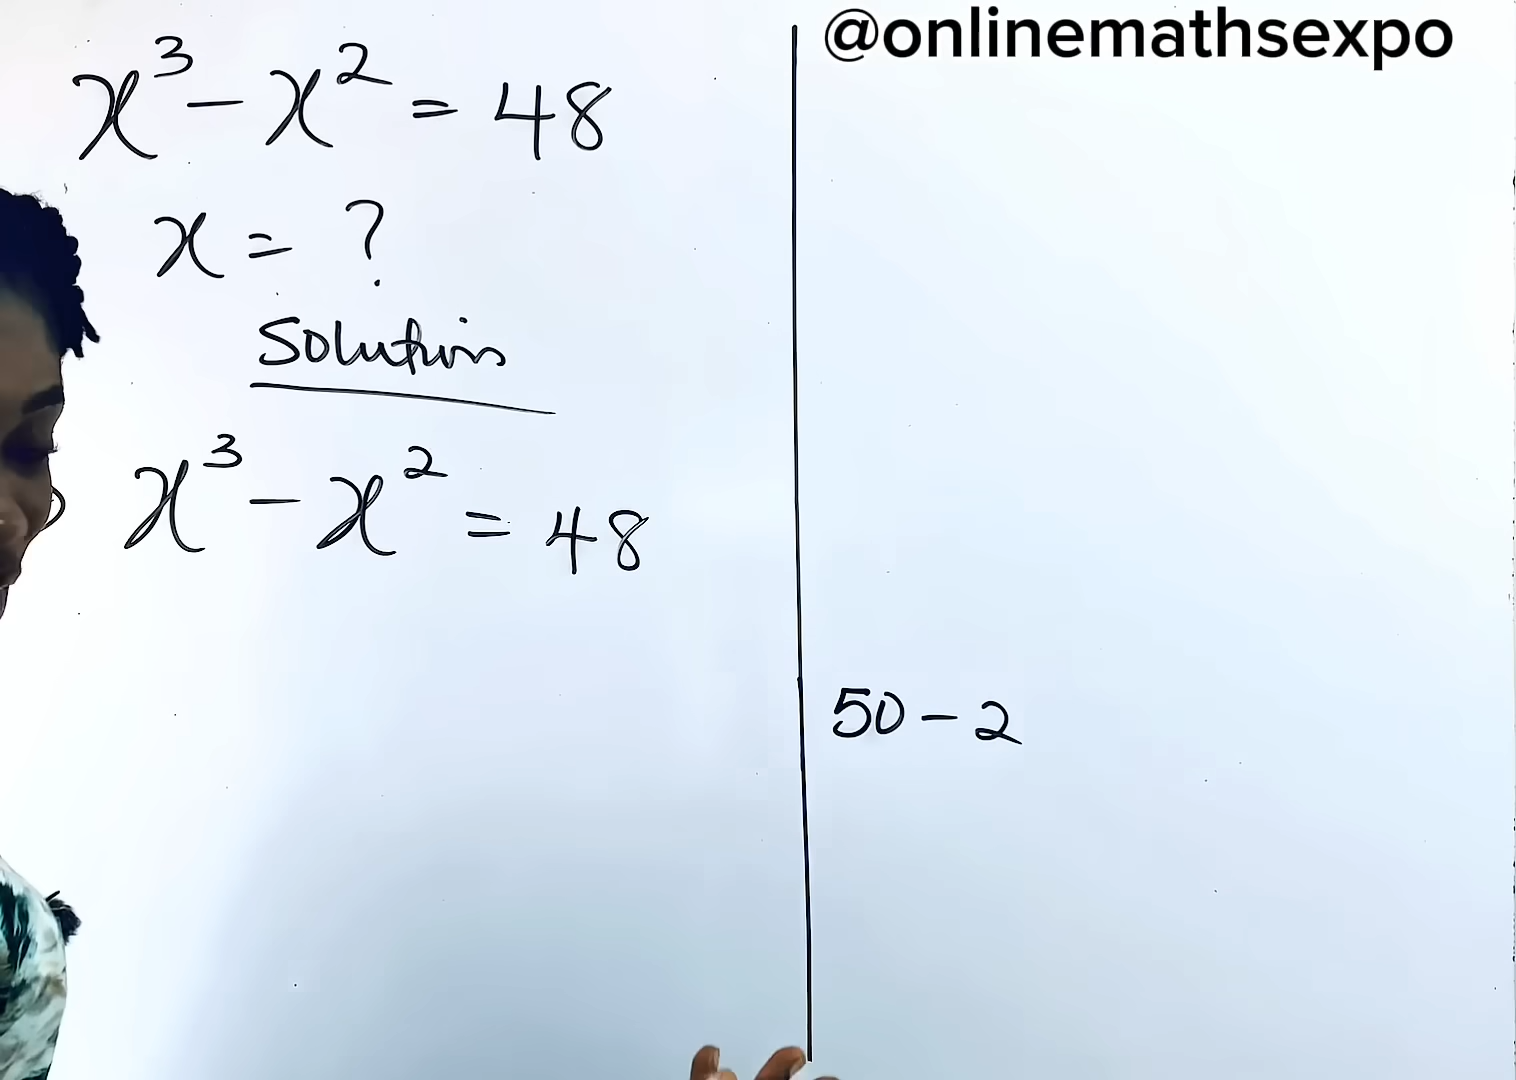 @onlinemathsexpo
x³ - x² = 48
x = ?
Solution
x³ - x² = 48
50 - 2